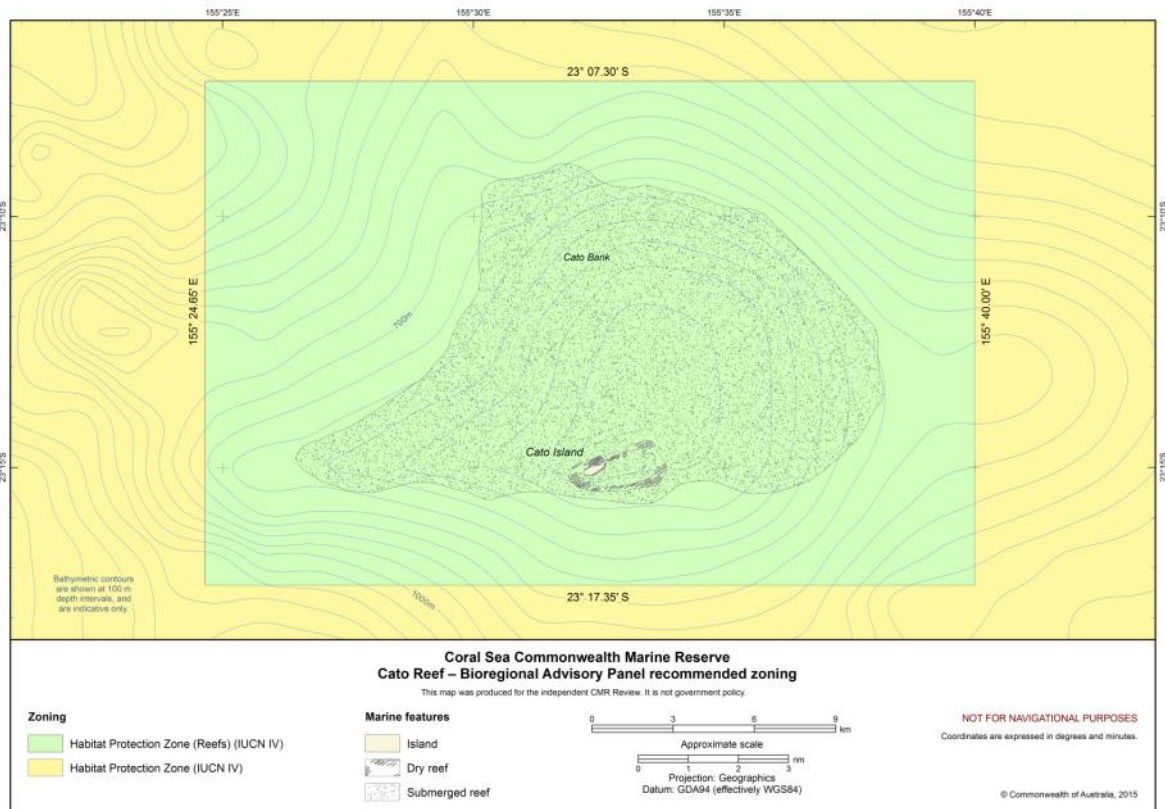 155°25'E
155°30'E
155°35'E
155°40'E
23° 07.30' S
23°10'S
23°10'S
Cato Bank
155° 24.65' E
700m
155° 40.00' E
Cato Island
23°15'S
23°15'S
Bathymetric contours
are shown at 100 m
depth intervals, and
are indicative only.
1000m
23° 17.35' S
Coral Sea Commonwealth Marine Reserve
Cato Reef – Bioregional Advisory Panel recommended zoning
This map was produced for the independent CMR Review. It is not government policy.
Zoning
Habitat Protection Zone (Reefs) (IUCN IV)
Habitat Protection Zone (IUCN IV)
Marine features
Island
Dry reef
Submerged reef
0 3 6 9
km
Approximate scale
0 1 2 3
nm
Projection: Geographics
Datum: GDA94 (effectively WGS84)
NOT FOR NAVIGATIONAL PURPOSES
Coordinates are expressed in degrees and minutes.
© Commonwealth of Australia, 2015